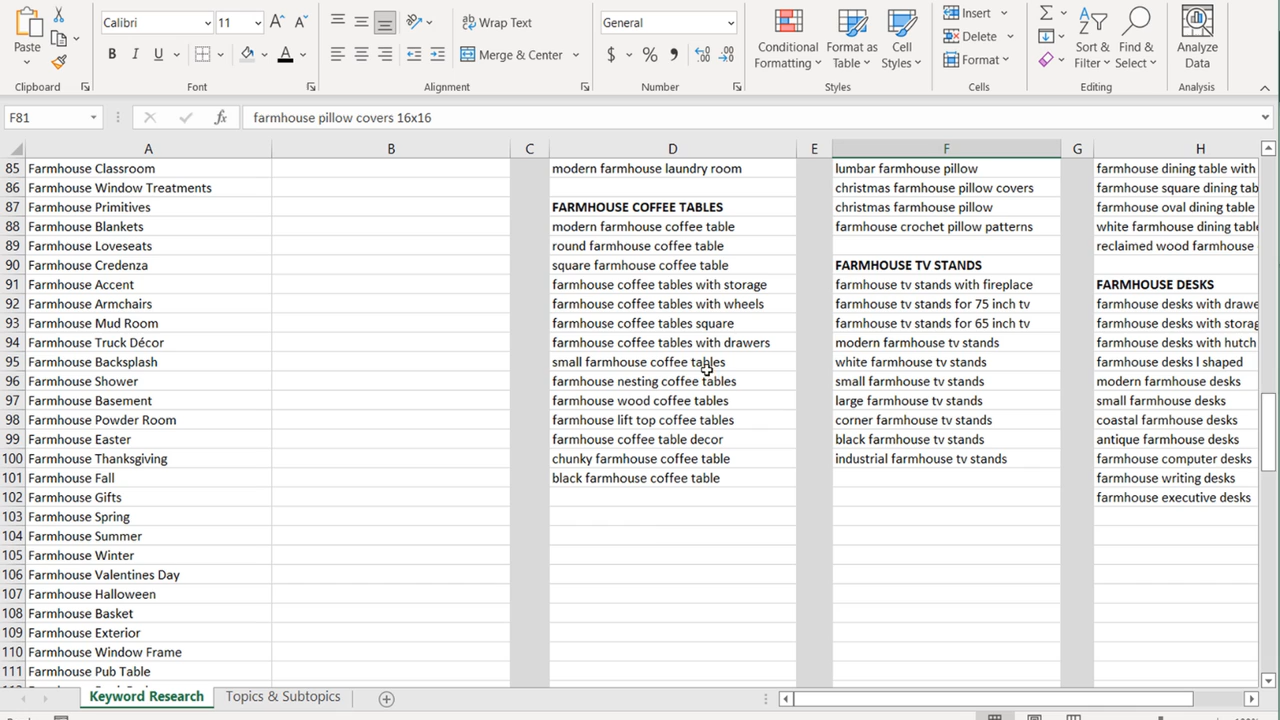 Paste
Clipboard
Calibri 11 A A
B I U A
Font
ab Wrap Text
Merge & Center
Alignment
General
$ % ,
Number
Conditional Formatting
Format as Table
Cell Styles
Styles
Insert
Delete
Format
Cells
Sort & Filter
Find & Select
Editing
Analyze Data
Analysis
F81 fx farmhouse pillow covers 16x16
A B C D E F G H
85 Farmhouse Classroom modern farmhouse laundry room lumbar farmhouse pillow farmhouse dining table with
86 Farmhouse Window Treatments christmas farmhouse pillow covers farmhouse square dining tab
87 Farmhouse Primitives FARMHOUSE COFFEE TABLES christmas farmhouse pillow farmhouse oval dining table
88 Farmhouse Blankets modern farmhouse coffee table farmhouse crochet pillow patterns white farmhouse dining table
89 Farmhouse Loveseats round farmhouse coffee table reclaimed wood farmhouse
90 Farmhouse Credenza square farmhouse coffee table FARMHOUSE TV STANDS
91 Farmhouse Accent farmhouse coffee tables with storage farmhouse tv stands with fireplace FARMHOUSE DESKS
92 Farmhouse Armchairs farmhouse coffee tables with wheels farmhouse tv stands for 75 inch tv farmhouse desks with drawe
93 Farmhouse Mud Room farmhouse coffee tables square farmhouse tv stands for 65 inch tv farmhouse desks with storag
94 Farmhouse Truck Décor farmhouse coffee tables with drawers modern farmhouse tv stands farmhouse desks with hutch
95 Farmhouse Backsplash small farmhouse coffee tables white farmhouse tv stands farmhouse desks l shaped
96 Farmhouse Shower farmhouse nesting coffee tables small farmhouse tv stands modern farmhouse desks
97 Farmhouse Basement farmhouse wood coffee tables large farmhouse tv stands small farmhouse desks
98 Farmhouse Powder Room farmhouse lift top coffee tables corner farmhouse tv stands coastal farmhouse desks
99 Farmhouse Easter farmhouse coffee table decor black farmhouse tv stands antique farmhouse desks
100 Farmhouse Thanksgiving chunky farmhouse coffee table industrial farmhouse tv stands farmhouse computer desks
101 Farmhouse Fall black farmhouse coffee table farmhouse writing desks
102 Farmhouse Gifts farmhouse executive desks
103 Farmhouse Spring
104 Farmhouse Summer
105 Farmhouse Winter
106 Farmhouse Valentines Day
107 Farmhouse Halloween
108 Farmhouse Basket
109 Farmhouse Exterior
110 Farmhouse Window Frame
111 Farmhouse Pub Table
Keyword Research Topics & Subtopics